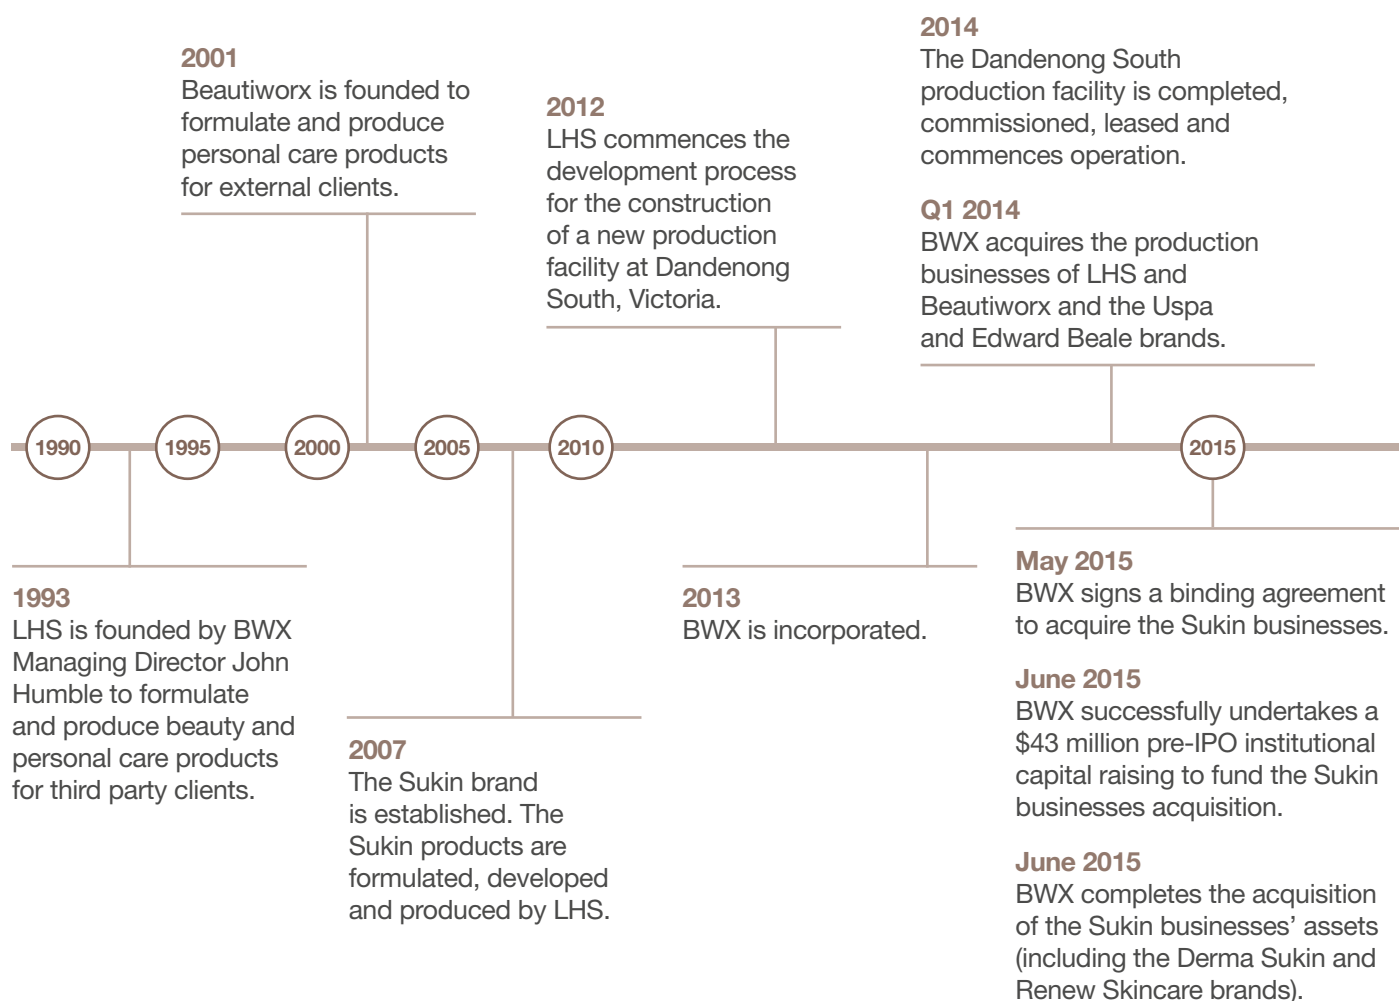 2001
Beautiworx is founded to
formulate and produce
personal care products
for external clients.
2012
LHS commences the
development process
for the construction
of a new production
facility at Dandenong
South, Victoria.
2014
The Dandenong South
production facility is completed,
commissioned, leased and
commences operation.
Q1 2014
BWX acquires the production
businesses of LHS and
Beautiworx and the Uspa
and Edward Beale brands.
1990
1995
2000
2005
2010
2015
1993
LHS is founded by BWX
Managing Director John
Humble to formulate
and produce beauty and
personal care products
for third party clients.
2007
The Sukin brand
is established. The
Sukin products are
formulated, developed
and produced by LHS.
2013
BWX is incorporated.
May 2015
BWX signs a binding agreement
to acquire the Sukin businesses.
June 2015
BWX successfully undertakes a
$43 million pre-IPO institutional
capital raising to fund the Sukin
businesses acquisition.
June 2015
BWX completes the acquisition
of the Sukin businesses’ assets
(including the Derma Sukin and
Renew Skincare brands).